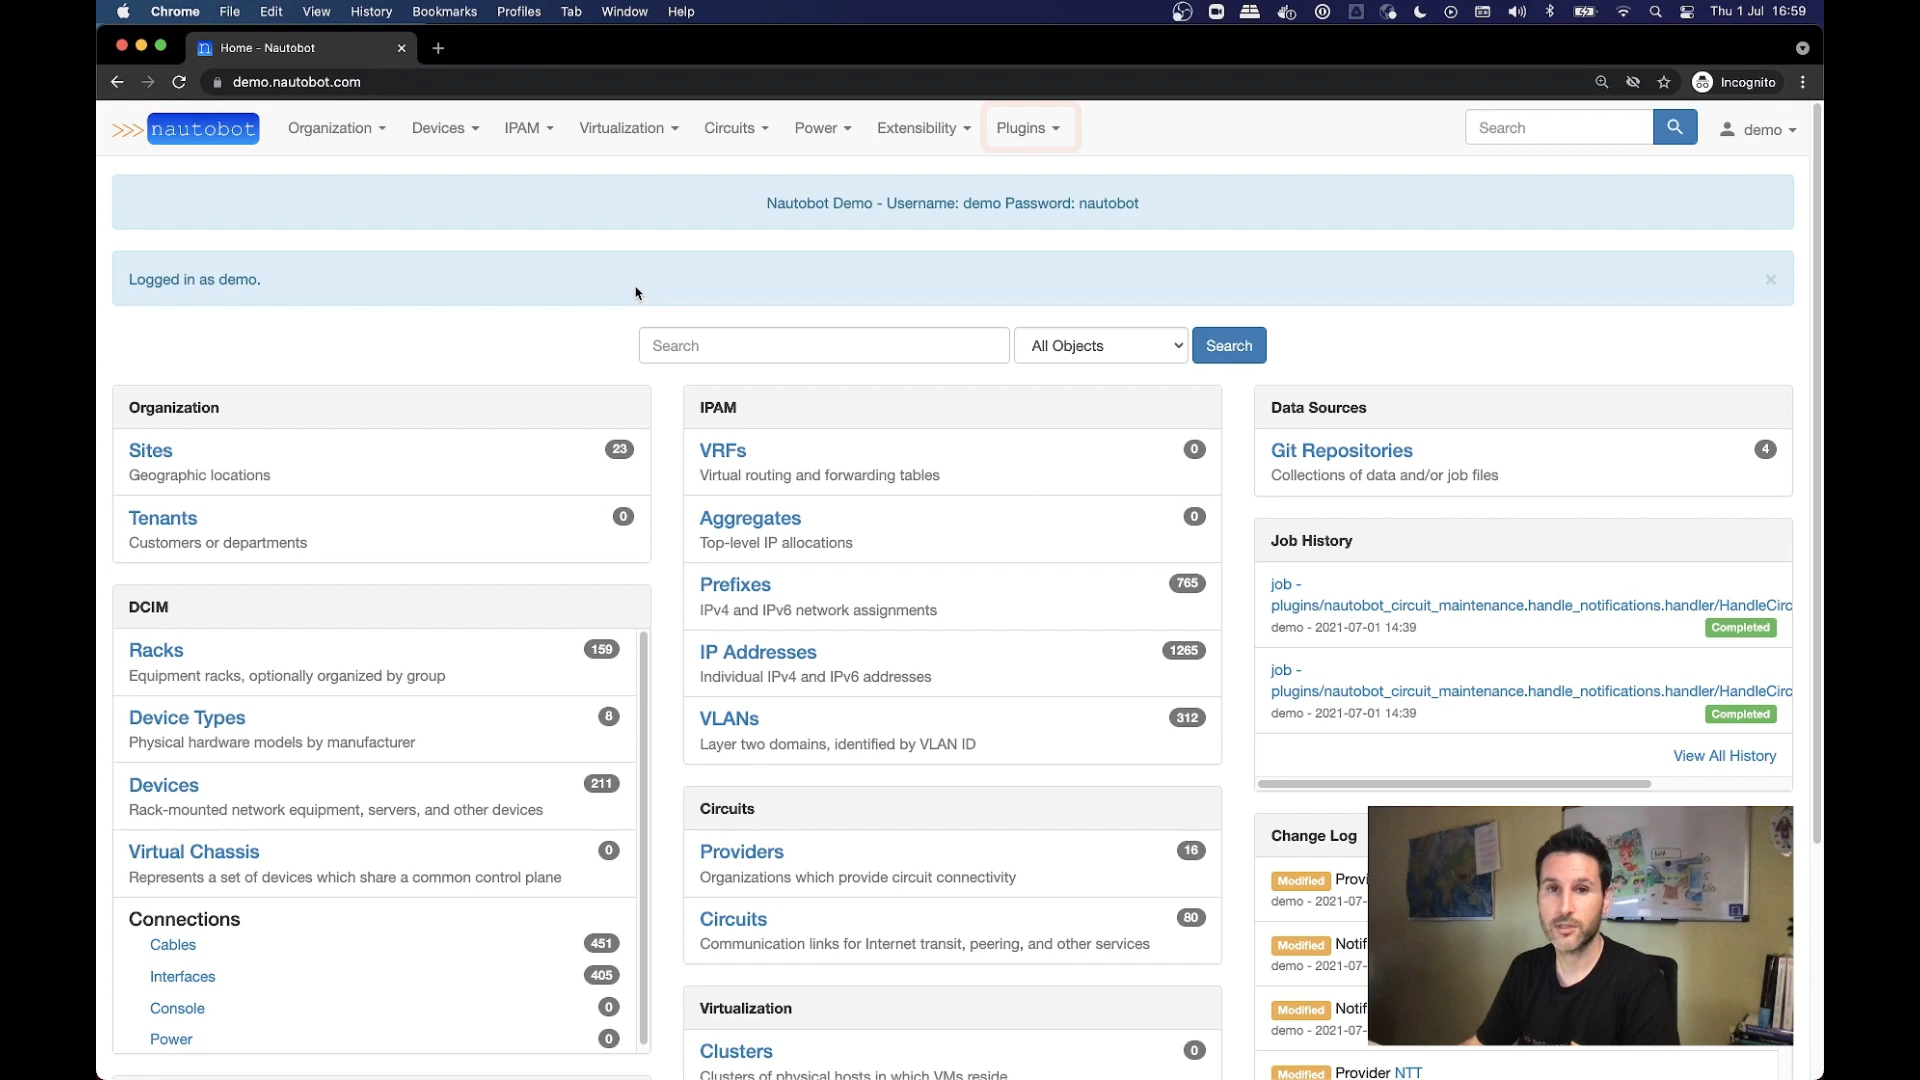 Chrome File Edit View History Bookmarks Profiles Tab Window Help
Thu 1 Jul 16:59
Home - Nautobot
demo.nautobot.com
Incognito
>>> nautobot
Organization Devices IPAM Virtualization Circuits Power Extensibility Plugins
Search
demo
Nautobot Demo - Username: demo Password: nautobot
Logged in as demo.
Search All Objects Search
Organization
Sites 23
Geographic locations
Tenants 0
Customers or departments
DCIM
Racks 159
Equipment racks, optionally organized by group
Device Types 8
Physical hardware models by manufacturer
Devices 211
Rack-mounted network equipment, servers, and other devices
Virtual Chassis 0
Represents a set of devices which share a common control plane
Connections
Cables 451
Interfaces 405
Console 0
Power 0
IPAM
VRFs 0
Virtual routing and forwarding tables
Aggregates 0
Top-level IP allocations
Prefixes 765
IPv4 and IPv6 network assignments
IP Addresses 1265
Individual IPv4 and IPv6 addresses
VLANs 312
Layer two domains, identified by VLAN ID
Circuits
Providers 16
Organizations which provide circuit connectivity
Circuits 80
Communication links for Internet transit, peering, and other services
Virtualization
Clusters 0
Clusters of physical hosts in which VMs reside
Data Sources
Git Repositories 4
Collections of data and/or job files
Job History
job -
plugins/nautobot_circuit_maintenance.handle_notifications.handler/HandleCirc
demo - 2021-07-01 14:39
Completed
job -
plugins/nautobot_circuit_maintenance.handle_notifications.handler/HandleCirc
demo - 2021-07-01 14:39
Completed
View All History
Change Log
Modified Provi
demo - 2021-07-
Modified Notif
demo - 2021-07-
Modified Notif
demo - 2021-07-
Modified Provider NTT